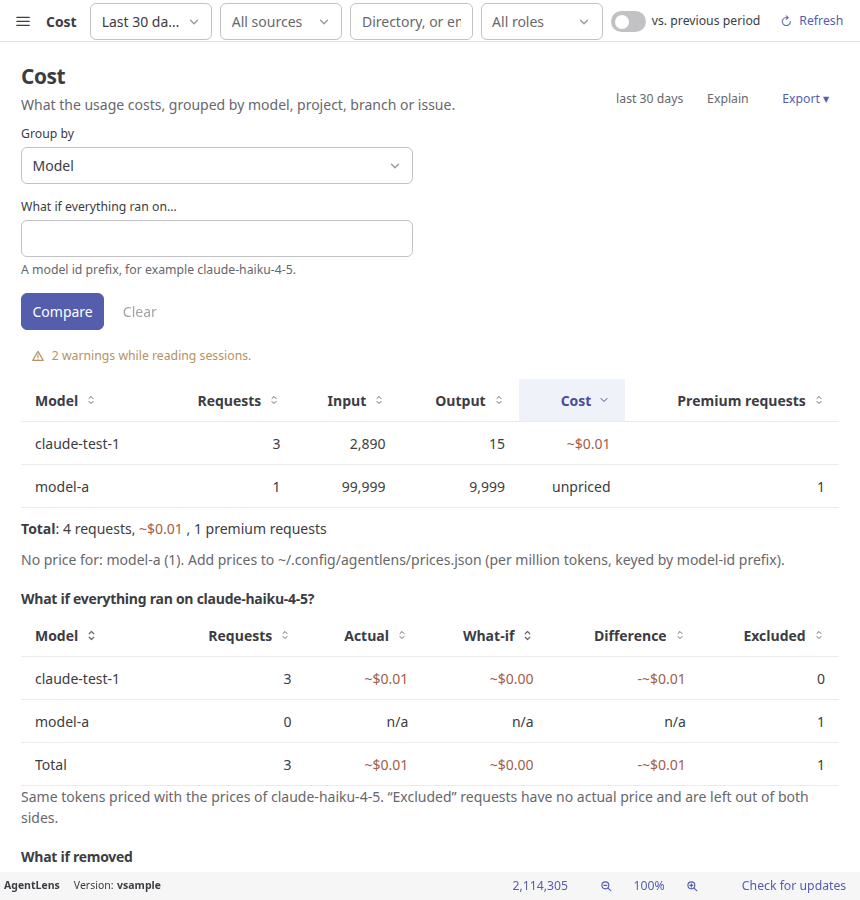 Cost
Last 30 da...
All sources
Directory, or er
All roles
vs. previous period
Refresh
Cost
What the usage costs, grouped by model, project, branch or issue.
last 30 days
Explain
Export ▾
Group by
Model
What if everything ran on...
A model id prefix, for example claude-haiku-4-5.
Compare
Clear
2 warnings while reading sessions.
Model Requests Input Output Cost Premium requests
claude-test-1 3 2,890 15 ~$0.01
model-a 1 99,999 9,999 unpriced 1
Total: 4 requests, ~$0.01 , 1 premium requests
No price for: model-a (1). Add prices to ~/.config/agentlens/prices.json (per million tokens, keyed by model-id prefix).
What if everything ran on claude-haiku-4-5?
Model Requests Actual What-if Difference Excluded
claude-test-1 3 ~$0.01 ~$0.00 -~$0.01 0
model-a 0 n/a n/a n/a 1
Total 3 ~$0.01 ~$0.00 -~$0.01 1
Same tokens priced with the prices of claude-haiku-4-5. “Excluded” requests have no actual price and are left out of both
sides.
What if removed
AgentLens Version: vsample 2,114,305 100% Check for updates